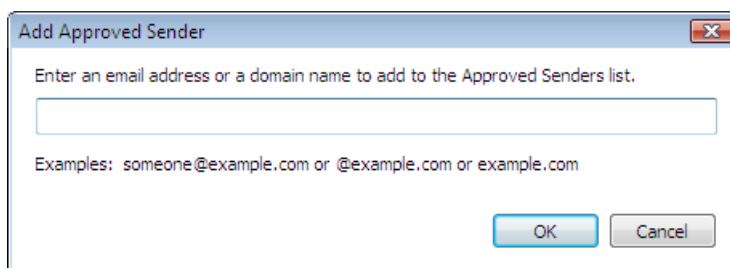 Add Approved Sender
Enter an email address or a domain name to add to the Approved Senders list.
Examples:  someone@example.com or @example.com or example.com
OK Cancel